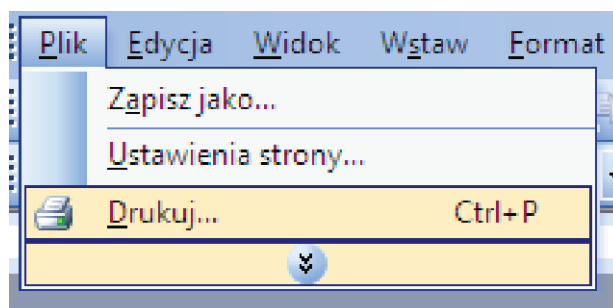 Plik Edycja Widok Wstaw Format
Zapisz jako...
Ustawienia strony...
Drukuj... Ctrl+P